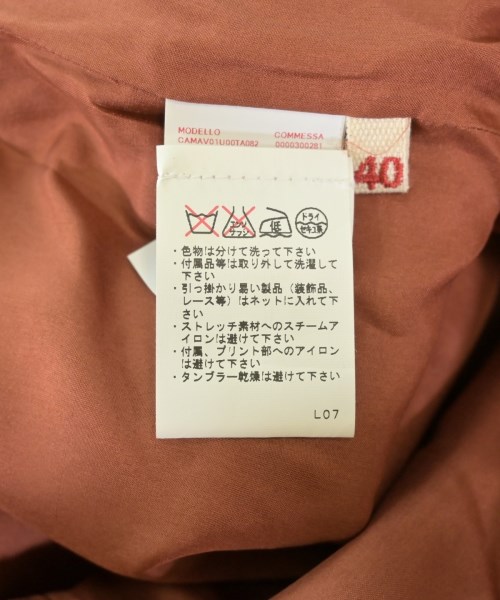 MODELLO COMMESSA
CAMAV01U00TA082 0000300281
40
エンソ
フラン
低
ドライ
セキユ系
・色物は分けて洗って下さい
・付属品等は取り外して洗濯して
下さい
・引っ掛かり易い製品（装飾品、
レース等）はネットに入れて下
さい
・ストレッチ素材へのスチームア
イロンは避けて下さい
・付属、プリント部へのアイロン
は避けて下さい
・タンブラー乾燥は避けて下さい
L07